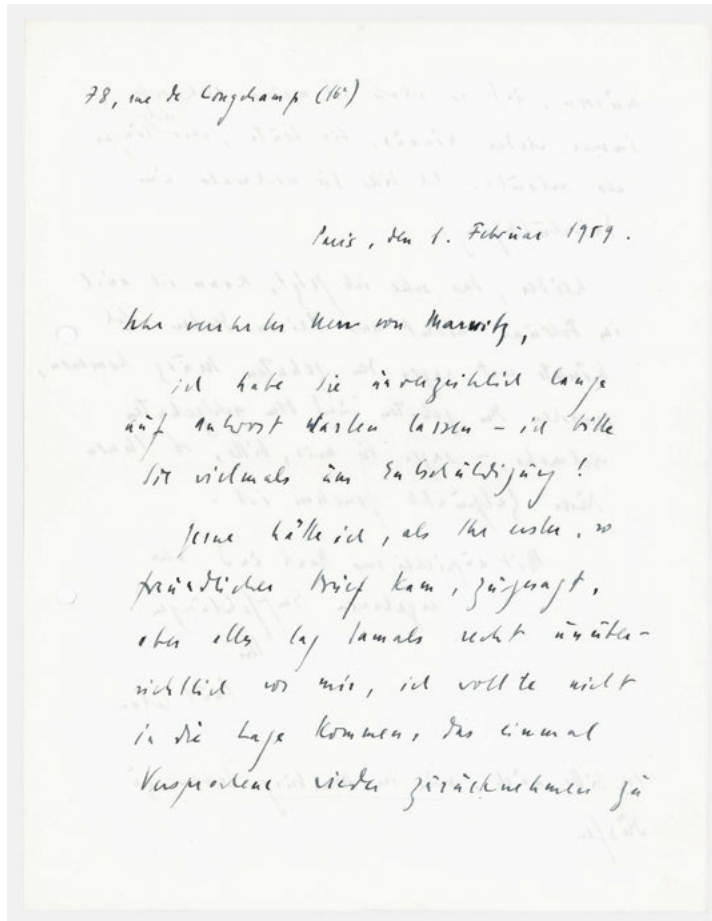 78, rue de Longchamp (16e)
Paris, den 1. Februar 1959.
Sehr verehrter Herr von Marwitz,
ich habe Sie unverzeihlich lange
auf Antwort warten lassen – ich bitte
Sie vielmals um Entschuldigung!
Gerne hätte ich, als Ihr erster, so
freundlicher Brief kam, zugesagt,
aber alles lag damals recht unüber-
sichtlich vor mir, ich wollte nicht
in die Lage kommen, das einmal
Versprochene wieder zurücknehmen zu